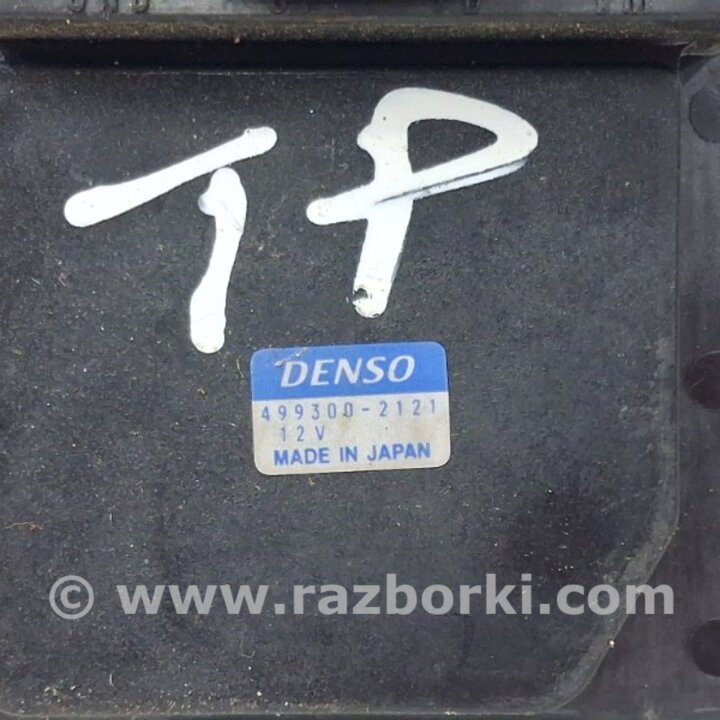 TP
DENSO
499300-2121
12V
MADE IN JAPAN
© www.razborki.com